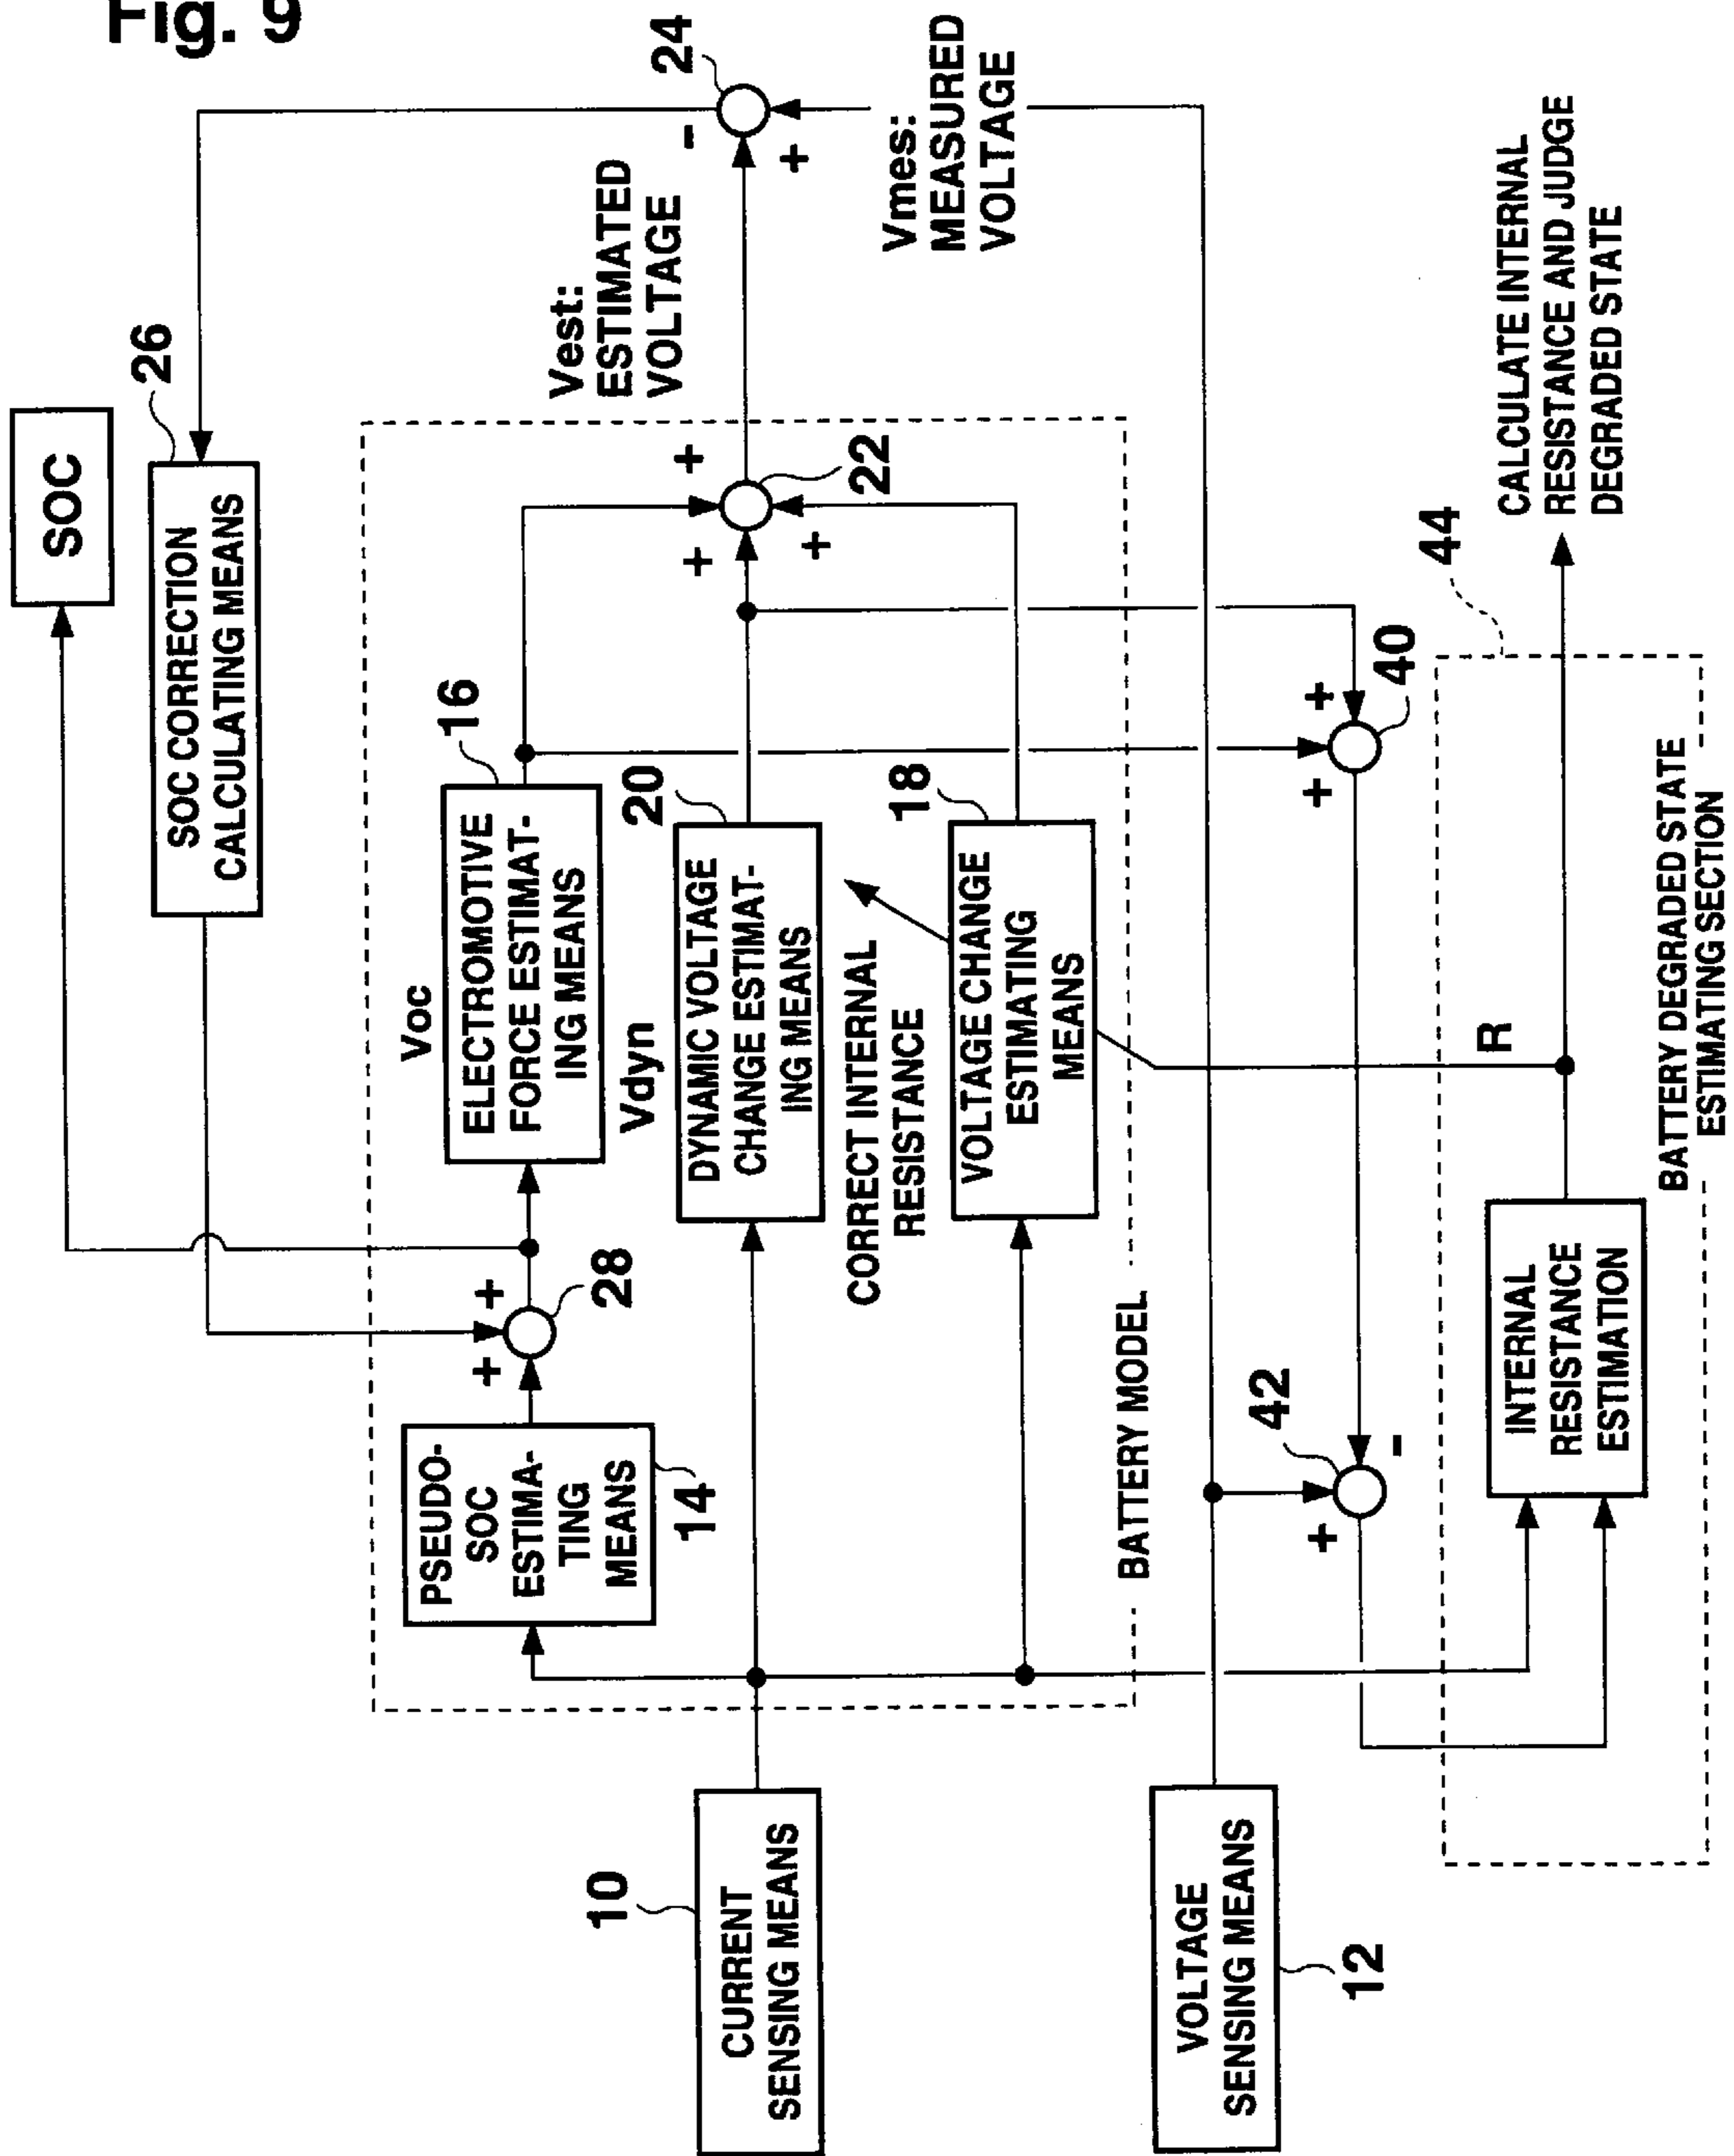 Fig. 9
SOC
26
SOC CORRECTION
CALCULATING MEANS
24
-
+
Vest:
ESTIMATED
VOLTAGE
Vmes:
MEASURED
VOLTAGE
Voc
16
ELECTROMOTIVE
FORCE ESTIMAT-
ING MEANS
+
+
+
22
Vdyn
20
DYNAMIC VOLTAGE
CHANGE ESTIMAT-
ING MEANS
CORRECT INTERNAL
RESISTANCE
18
VOLTAGE CHANGE
ESTIMATING
MEANS
28
+
+
PSEUDO-
SOC
ESTIMA-
TING
MEANS
14
BATTERY MODEL
10
CURRENT
SENSING MEANS
VOLTAGE
SENSING MEANS
12
40
+
+
42
+
-
44
R
INTERNAL
RESISTANCE
ESTIMATION
BATTERY DEGRADED STATE
ESTIMATING SECTION
CALCULATE INTERNAL
RESISTANCE AND JUDGE
DEGRADED STATE